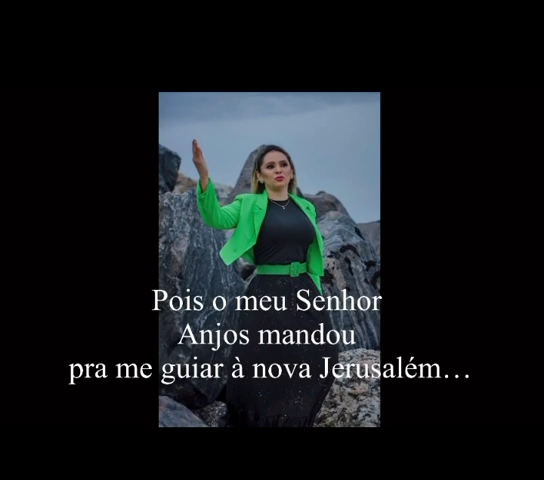 Pois o meu Senhor
Anjos mandou
pra me guiar à nova Jerusalém…